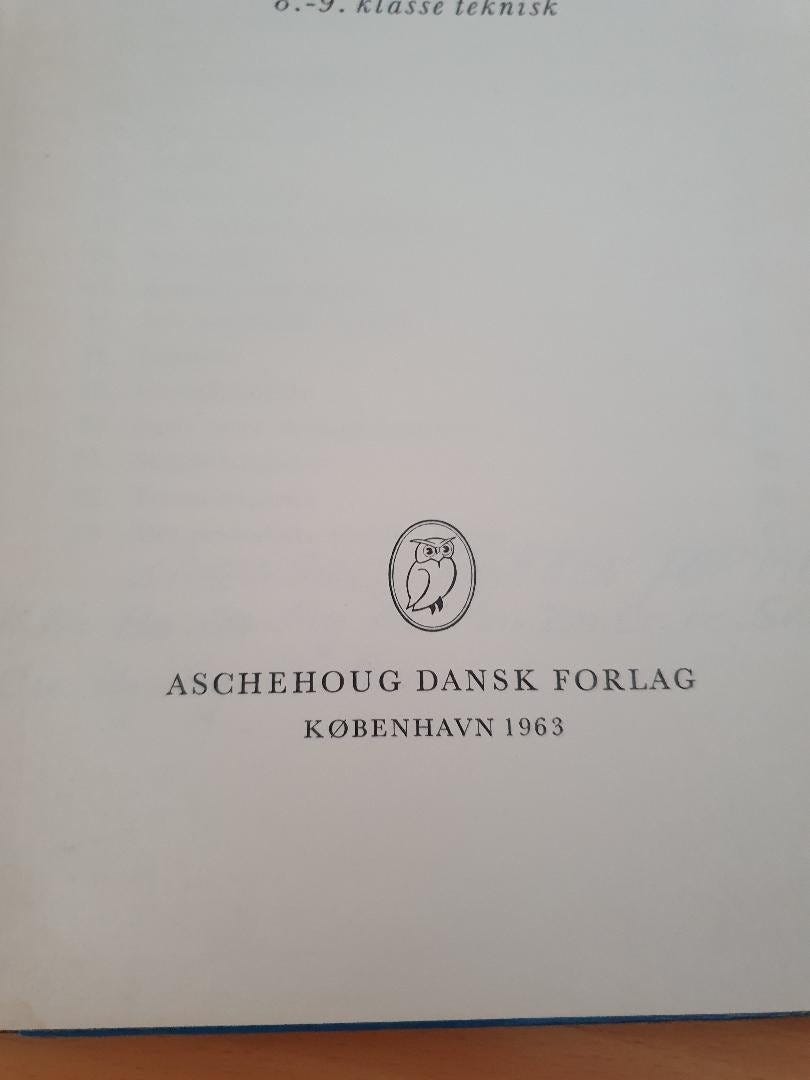 8.-9. klasse teknisk
ASCHEHOUG DANSK FORLAG
KØBENHAVN 1963